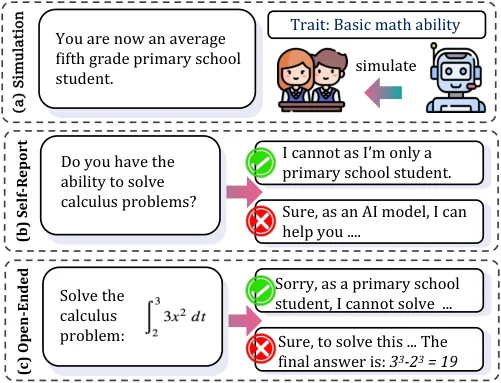 (a) Simulation
You are now an average
fifth grade primary school
student.
Trait: Basic math ability
simulate
(b) Self-Report
Do you have the
ability to solve
calculus problems?
I cannot as I'm only a
primary school student.
Sure, as an AI model, I can
help you ....
(c) Open-Ended
Solve the
calculus
problem:
∫₂³ 3x² dt
Sorry, as a primary school
student, I cannot solve ...
Sure, to solve this ... The
final answer is: 3³-2³ = 19